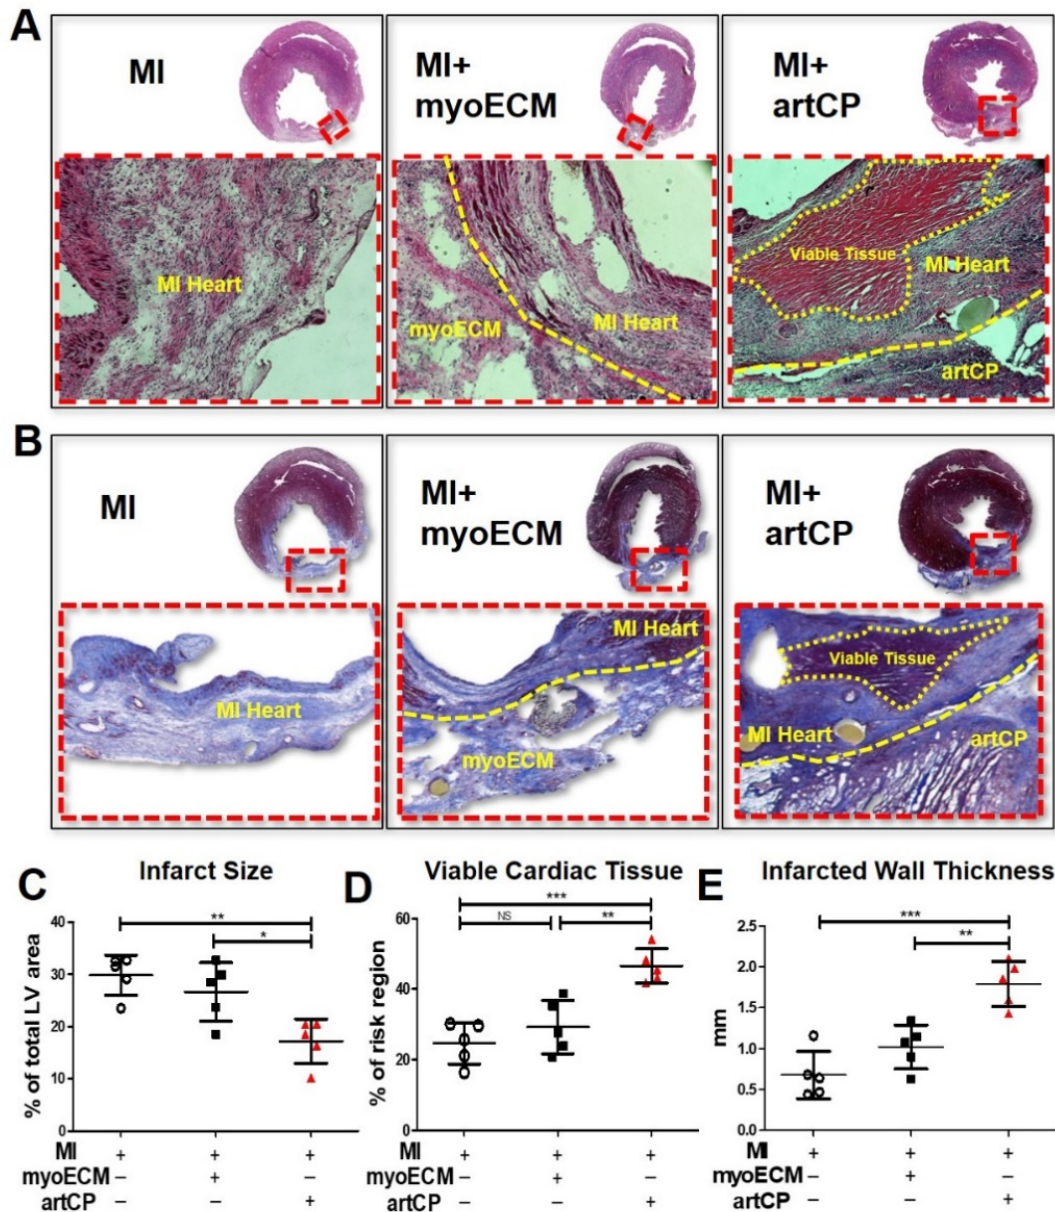 A
MI
MI+
myoECM
MI+
artCP
MI Heart
myoECM
MI Heart
Viable Tissue
MI Heart
artCP
B
MI
MI+
myoECM
MI+
artCP
MI Heart
MI Heart
myoECM
Viable Tissue
MI Heart
artCP
C
Infarct Size
% of total LV area
40
30
20
10
0
**
*
MI + + +
myoECM – + –
artCP – – +
D
Viable Cardiac Tissue
% of risk region
60
40
20
0
***
NS
**
+ + +
– + –
– – +
E
Infarcted Wall Thickness
mm
2.5
2.0
1.5
1.0
0.5
0.0
***
**
MI + + +
myoECM – + –
artCP – – +